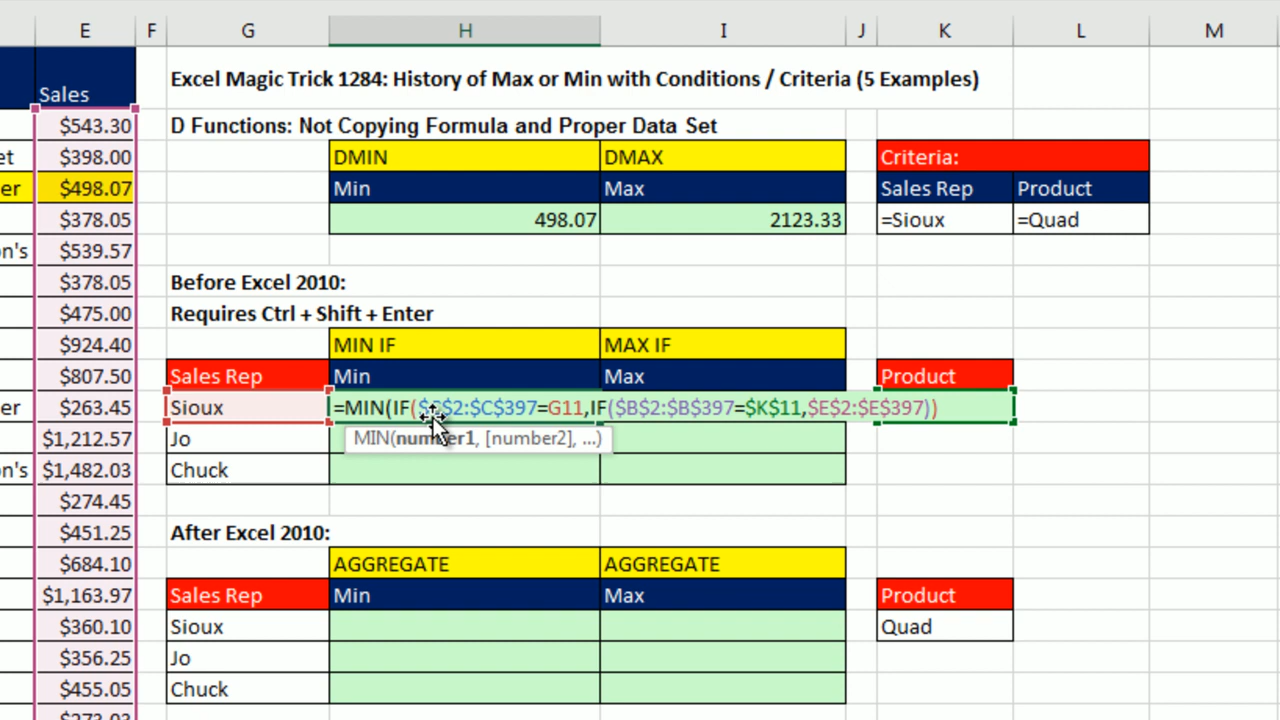 E F G H I J K L M
Sales Excel Magic Trick 1284: History of Max or Min with Conditions / Criteria (5 Examples)
$543.30 D Functions: Not Copying Formula and Proper Data Set
et $398.00 DMIN DMAX Criteria:
er $498.07 Min Max Sales Rep Product
$378.05 498.07 2123.33 =Sioux =Quad
on's $539.57
$378.05 Before Excel 2010:
$475.00 Requires Ctrl + Shift + Enter
$924.40 MIN IF MAX IF
$807.50 Sales Rep Min Max Product
er $263.45 Sioux =MIN(IF($C$2:$C$397=G11,IF($B$2:$B$397=$K$11,$E$2:$E$397))
$1,212.57 Jo MIN(number1, [number2], ...)
on's $1,482.03 Chuck
$274.45
$451.25 After Excel 2010:
$684.10 AGGREGATE AGGREGATE
$1,163.97 Sales Rep Min Max Product
$360.10 Sioux Quad
$356.25 Jo
$455.05 Chuck